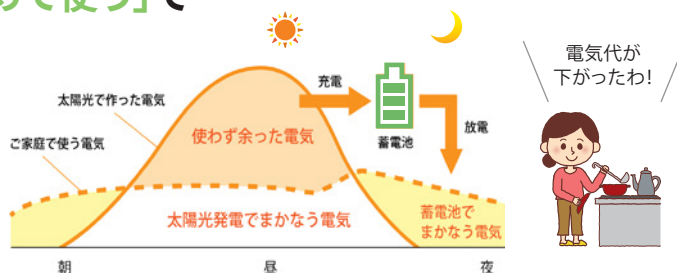 めて使う」で
電気代が
下がったわ!
充電
太陽光で作った電気
使わず余った電気
放電
蓄電池
ご家庭で使う電気
太陽光発電でまかなう電気
蓄電池で
まかなう電気
朝
昼
夜